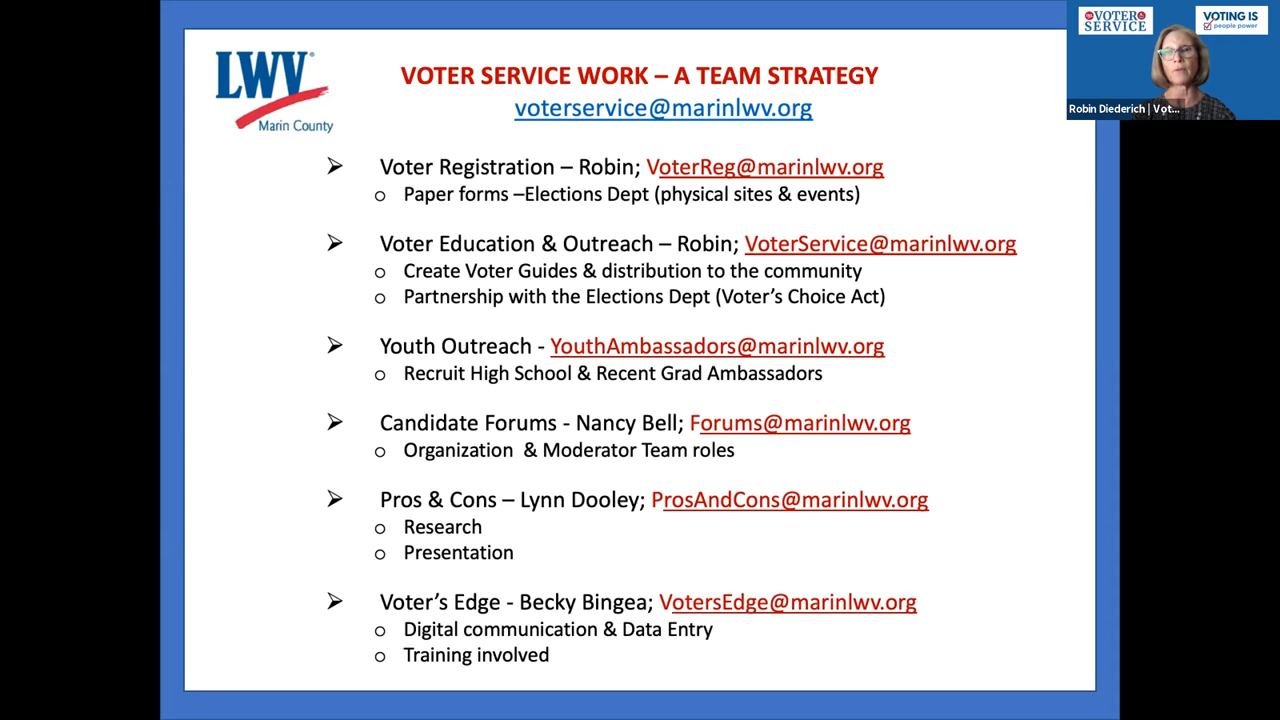 LWV
Marin County
VOTER SERVICE WORK – A TEAM STRATEGY
voterservice@marinlwv.org
➢ Voter Registration – Robin; VoterReg@marinlwv.org
o Paper forms –Elections Dept (physical sites & events)
➢ Voter Education & Outreach – Robin; VoterService@marinlwv.org
o Create Voter Guides & distribution to the community
o Partnership with the Elections Dept (Voter’s Choice Act)
➢ Youth Outreach - YouthAmbassadors@marinlwv.org
o Recruit High School & Recent Grad Ambassadors
➢ Candidate Forums - Nancy Bell; Forums@marinlwv.org
o Organization & Moderator Team roles
➢ Pros & Cons – Lynn Dooley; ProsAndCons@marinlwv.org
o Research
o Presentation
➢ Voter’s Edge - Becky Bingea; VotersEdge@marinlwv.org
o Digital communication & Data Entry
o Training involved
VOTER
SERVICE
VOTING IS
people power
Robin Diederich | Vot...